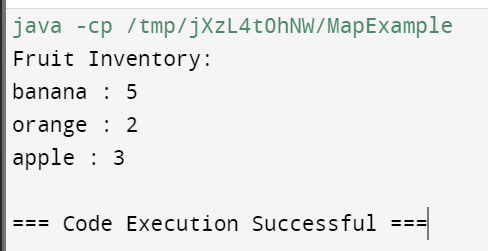 java -cp /tmp/jXzL4tOhNW/MapExample
Fruit Inventory:
banana : 5
orange : 2
apple : 3
=== Code Execution Successful ===